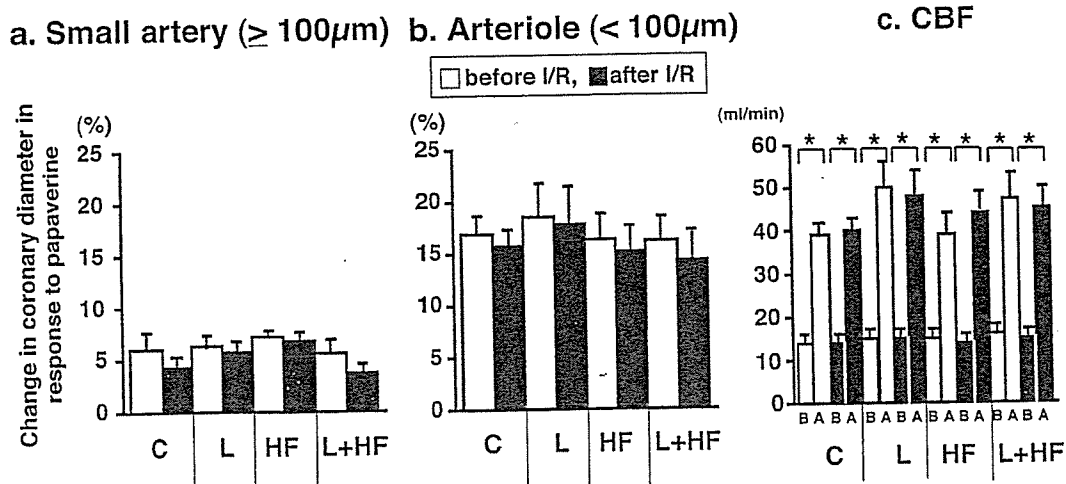 a. Small artery (≥ 100μm)
b. Arteriole (< 100μm)
c. CBF
before I/R, after I/R
Change in coronary diameter in
response to papaverine
(%)
25
20
15
10
5
0
C L HF L+HF
(%)
25
20
15
10
5
0
C L HF L+HF
(ml/min)
60
50
40
30
20
10
0
* * * * * * * *
B A B A B A B A B A B A B A B A
C L HF L+HF